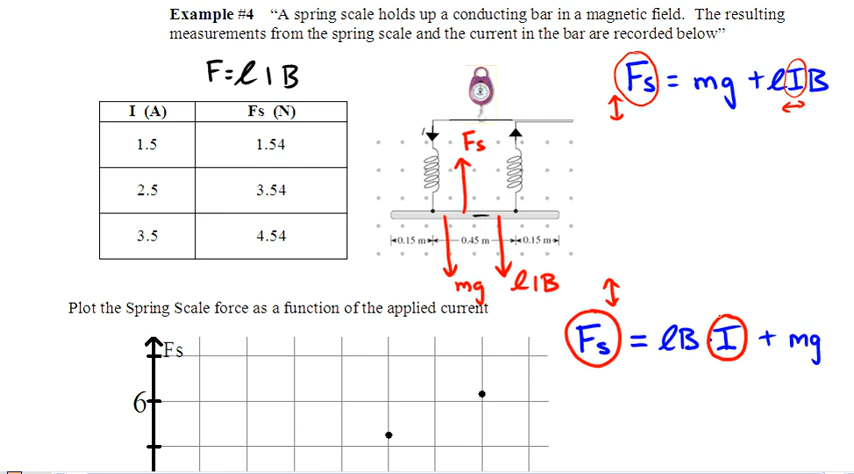 Example #4 "A spring scale holds up a conducting bar in a magnetic field. The resulting
measurements from the spring scale and the current in the bar are recorded below"
F=ℓIB
Fs = mg + ℓIB
I (A) Fs (N)
1.5 1.54
2.5 3.54
3.5 4.54
Fs
0.15 m 0.45 m 0.15 m
mg ℓIB
Plot the Spring Scale force as a function of the applied current
Fs = ℓB I + mg
Fs
6